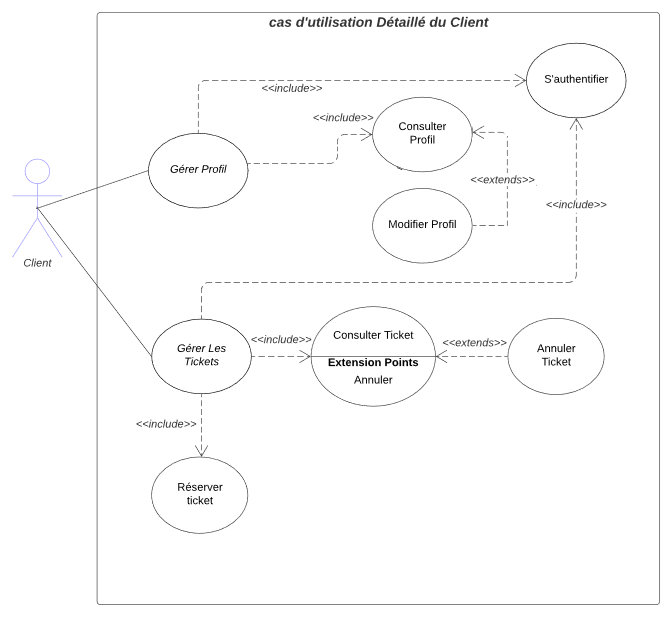 cas d'utilisation Détaillé du Client
S'authentifier
<<include>>
<<include>>
Consulter
Profil
Gérer Profil
<<extends>>
<<include>>
Modifier Profil
Client
Gérer Les
Tickets
<<include>>
Consulter Ticket
Extension Points
Annuler
<<extends>>
Annuler
Ticket
<<include>>
Réserver
ticket